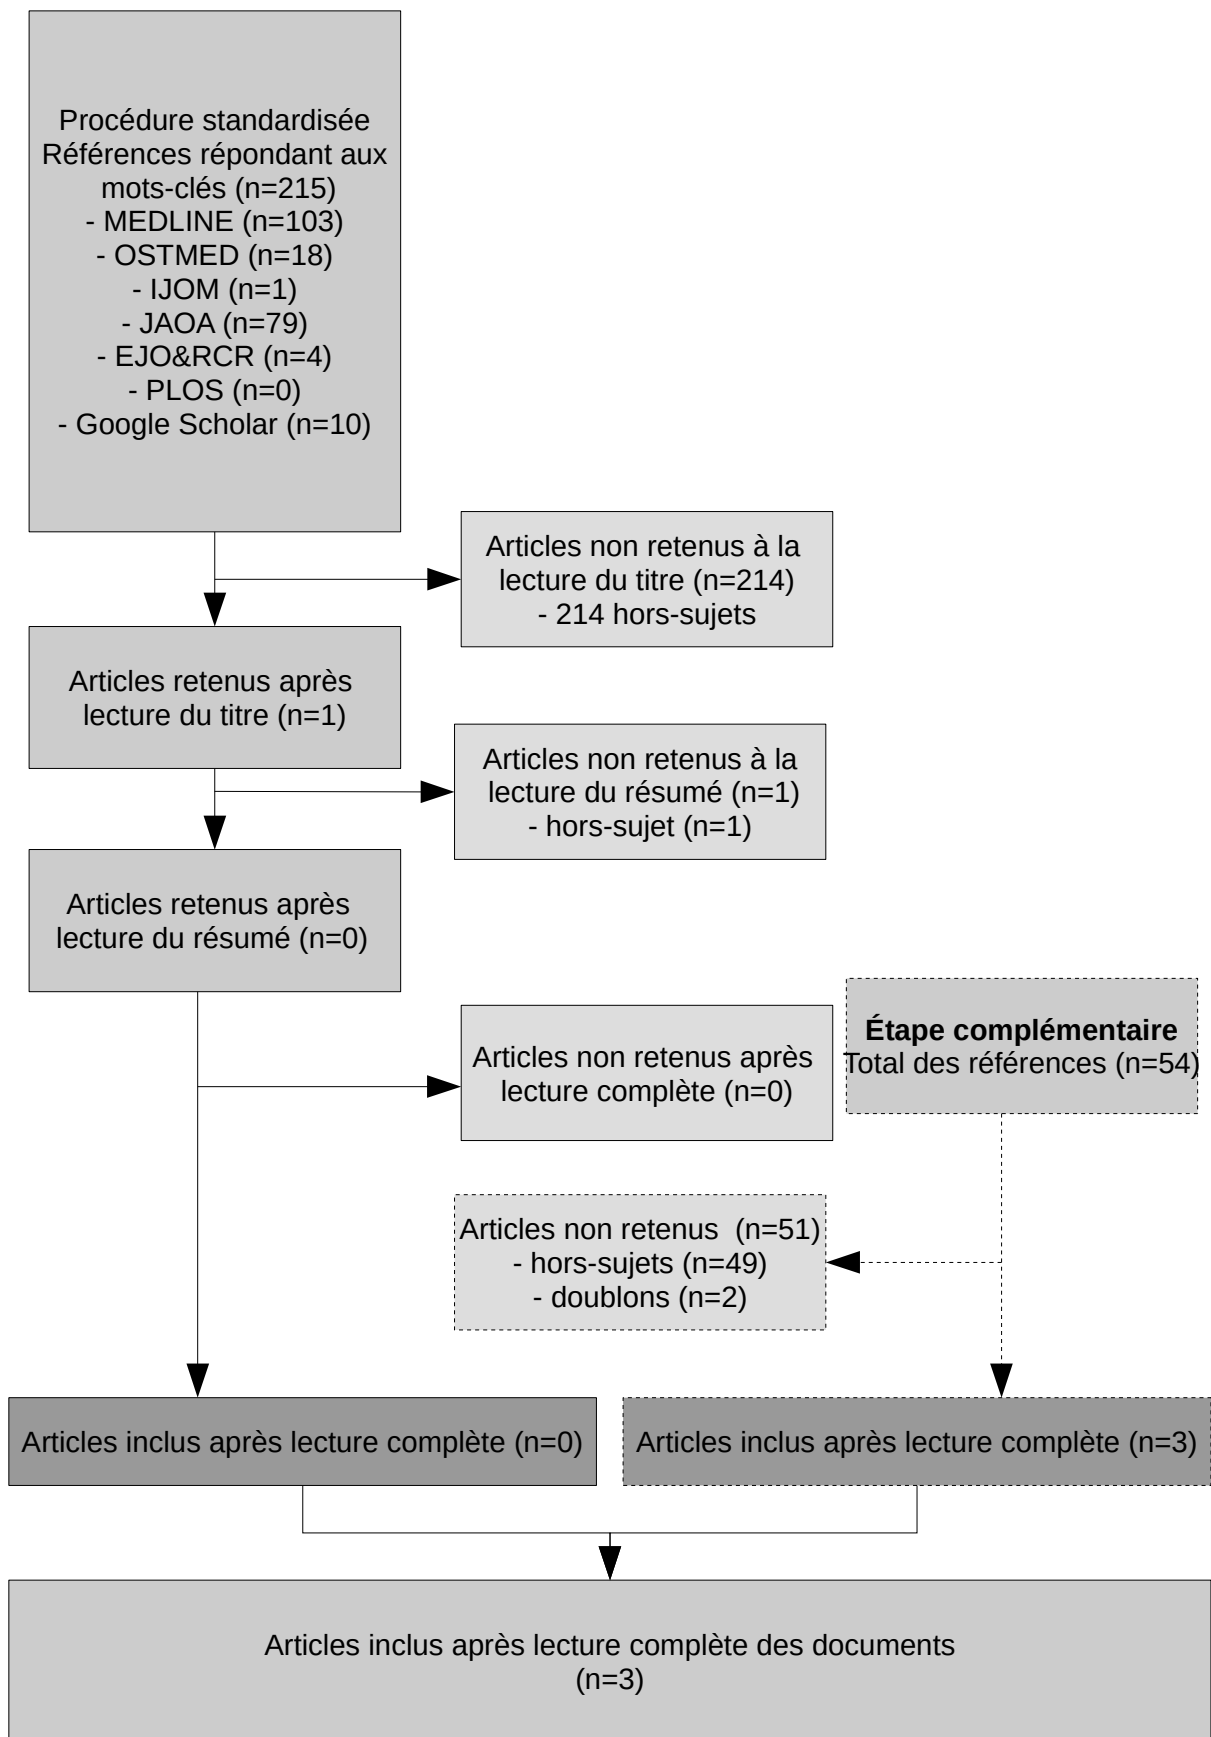 Procédure standardisée
Références répondant aux
mots-clés (n=215)
- MEDLINE (n=103)
- OSTMED (n=18)
- IJOM (n=1)
- JAOA (n=79)
- EJO&RCR (n=4)
- PLOS (n=0)
- Google Scholar (n=10)
Articles non retenus à la
lecture du titre (n=214)
- 214 hors-sujets
Articles retenus après
lecture du titre (n=1)
Articles non retenus à la
lecture du résumé (n=1)
- hors-sujet (n=1)
Articles retenus après
lecture du résumé (n=0)
Articles non retenus après
lecture complète (n=0)
Étape complémentaire
Total des références (n=54)
Articles non retenus (n=51)
- hors-sujets (n=49)
- doublons (n=2)
Articles inclus après lecture complète (n=0)
Articles inclus après lecture complète (n=3)
Articles inclus après lecture complète des documents
(n=3)